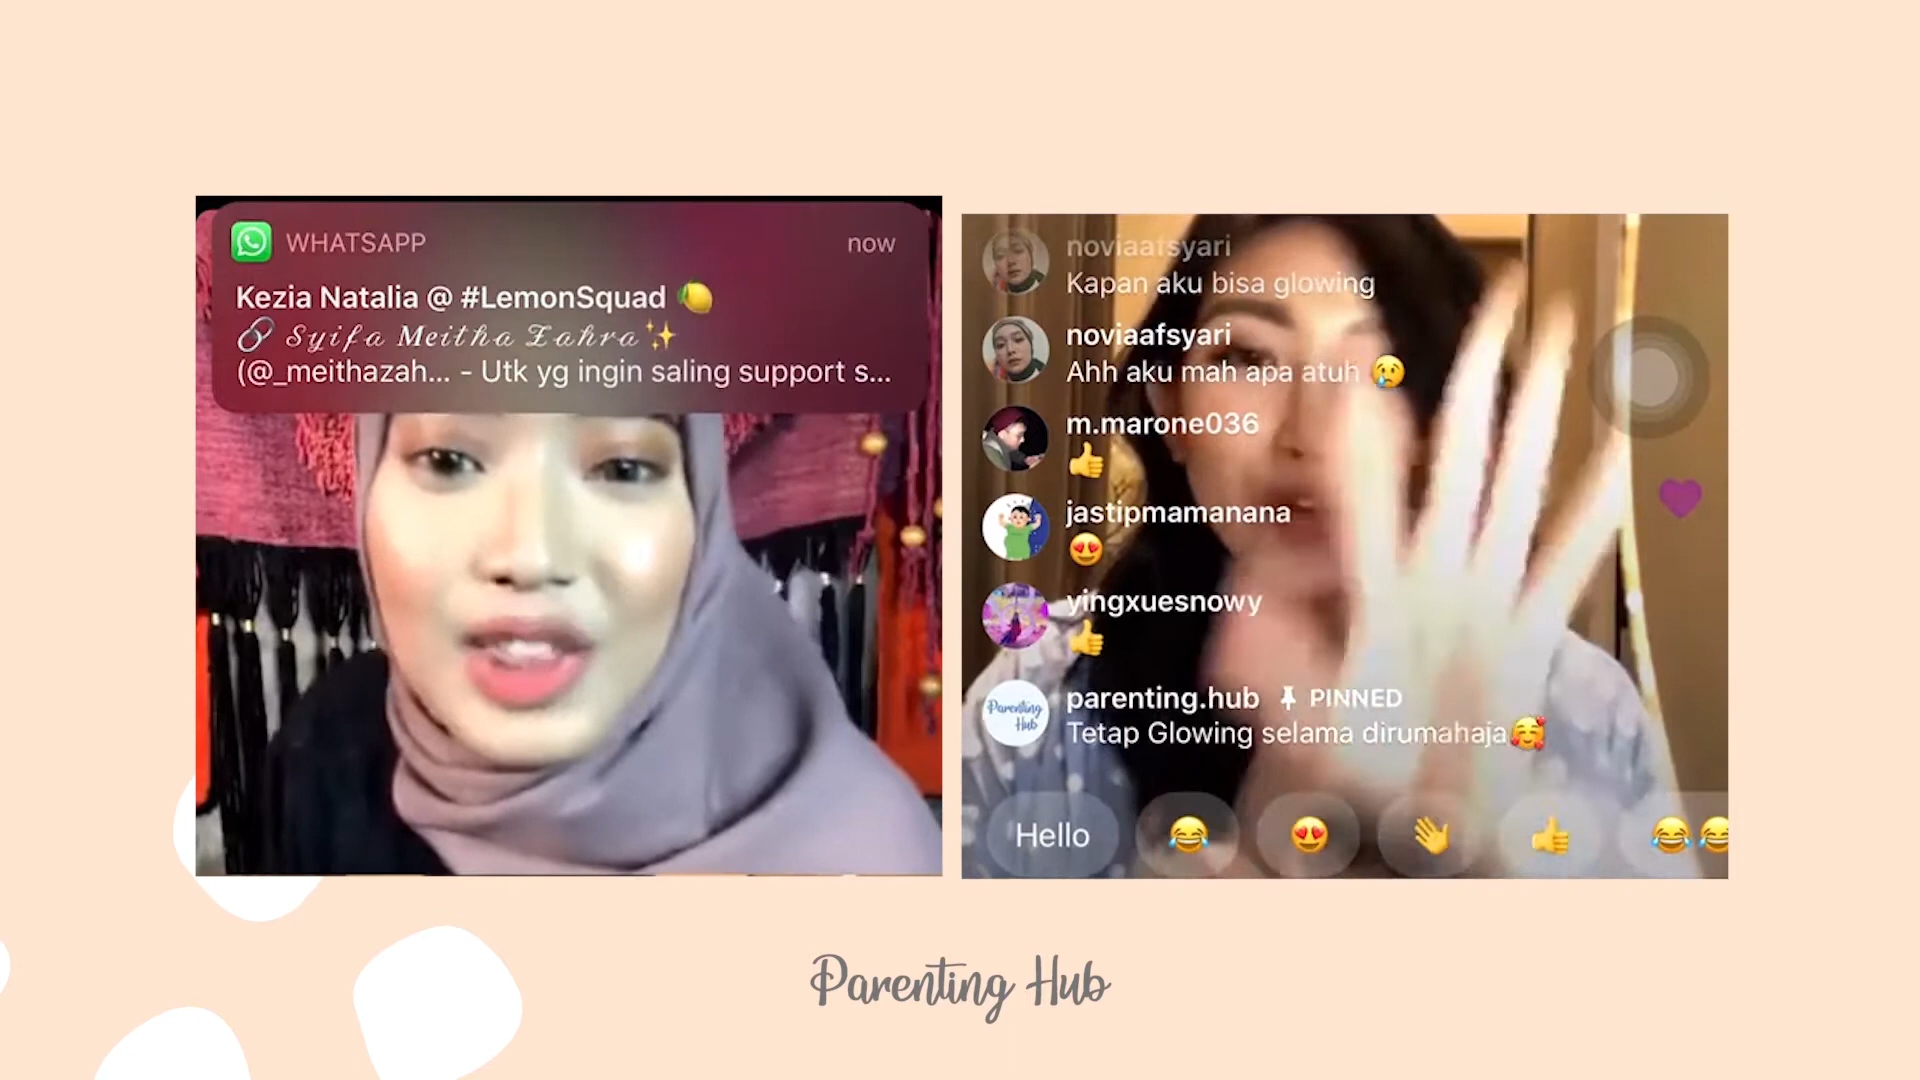 WHATSAPP
now
Kezia Natalia @ #LemonSquad 🍋
🔗 𝒮𝓎𝒾𝒻𝒶 𝑀𝑒𝒾𝓉𝒽𝒶 𝒵𝒶𝒽𝓇𝒶✨
(@_meithazah... - Utk yg ingin saling support s...
noviaafsyari
Kapan aku bisa glowing
noviaafsyari
Ahh aku mah apa atuh 😢
m.marone036
👍
jastipmamanana
😍
yingxuesnowy
👍
Parenting Hub
parenting.hub 📌 PINNED
Tetap Glowing selama dirumahaja🥰
Hello 😂 😍 👋 👍 😂😂
Parenting Hub